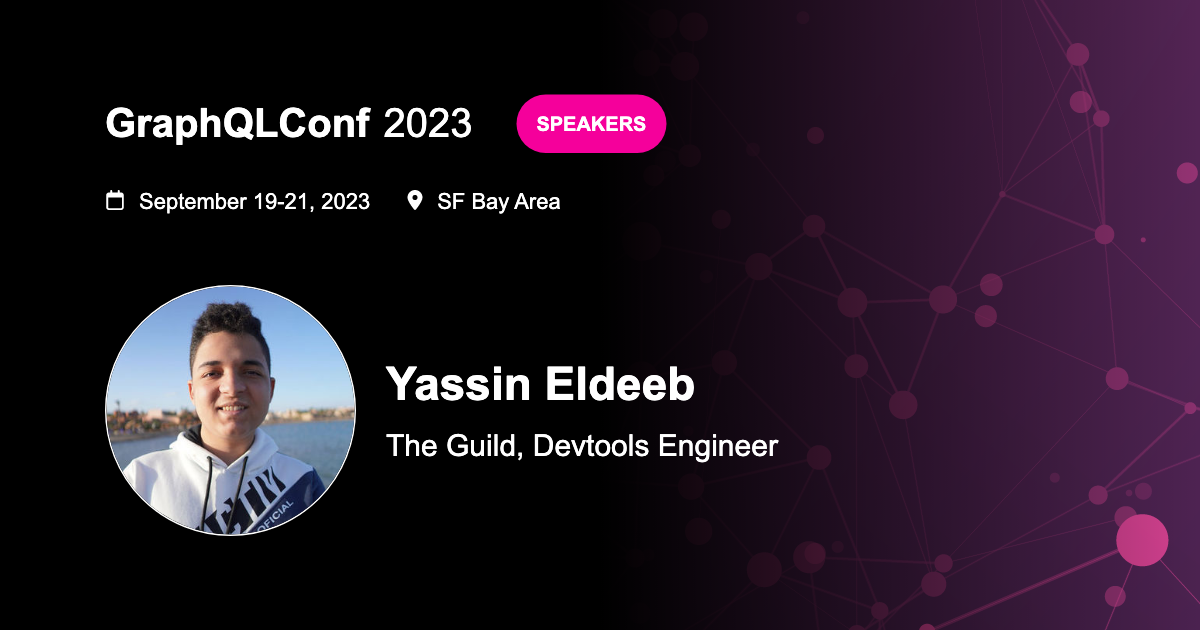 GraphQLConf 2023 SPEAKERS
September 19-21, 2023 SF Bay Area
Yassin Eldeeb
The Guild, Devtools Engineer